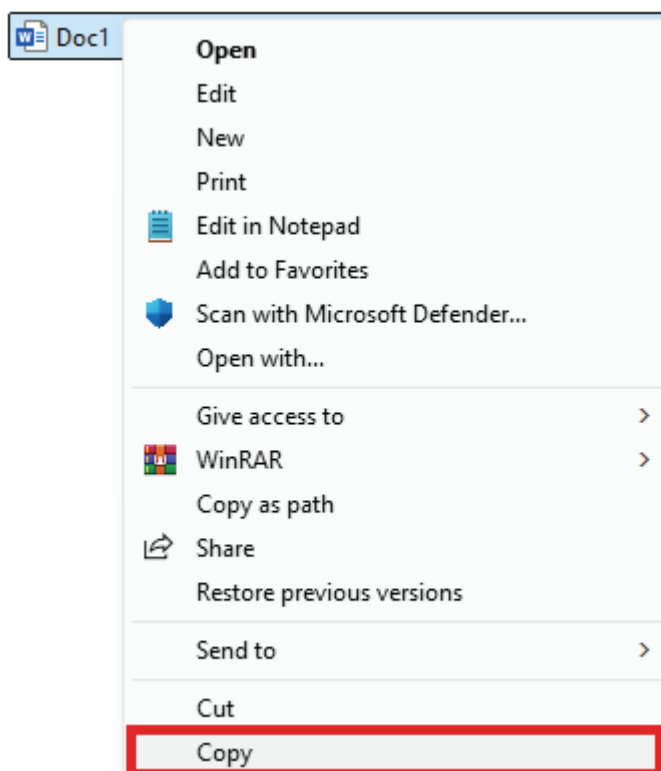 Doc1
Open
Edit
New
Print
Edit in Notepad
Add to Favorites
Scan with Microsoft Defender...
Open with...
Give access to
WinRAR
Copy as path
Share
Restore previous versions
Send to
Cut
Copy